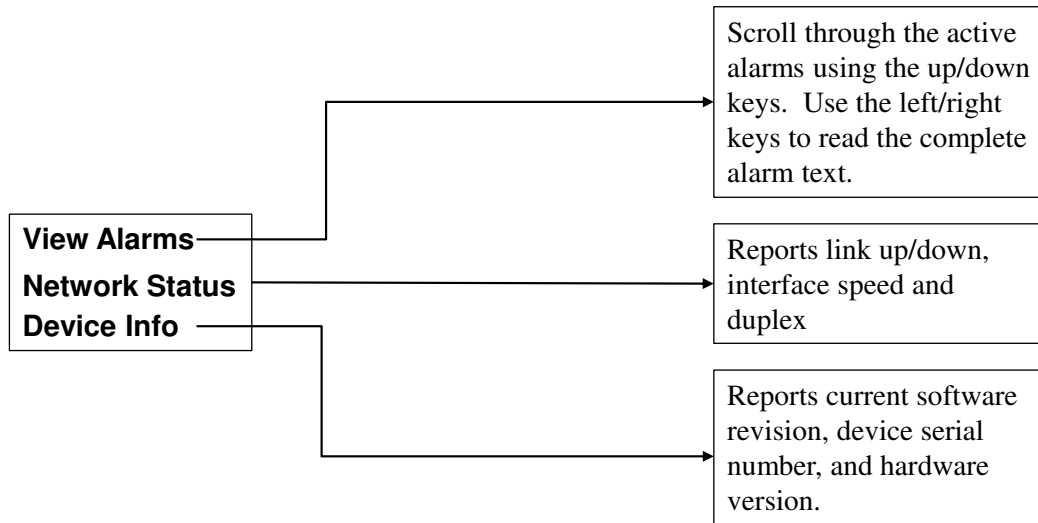 Scroll through the active
alarms using the up/down
keys.  Use the left/right
keys to read the complete
alarm text.
View Alarms
Network Status
Device Info
Reports link up/down,
interface speed and
duplex
Reports current software
revision, device serial
number, and hardware
version.